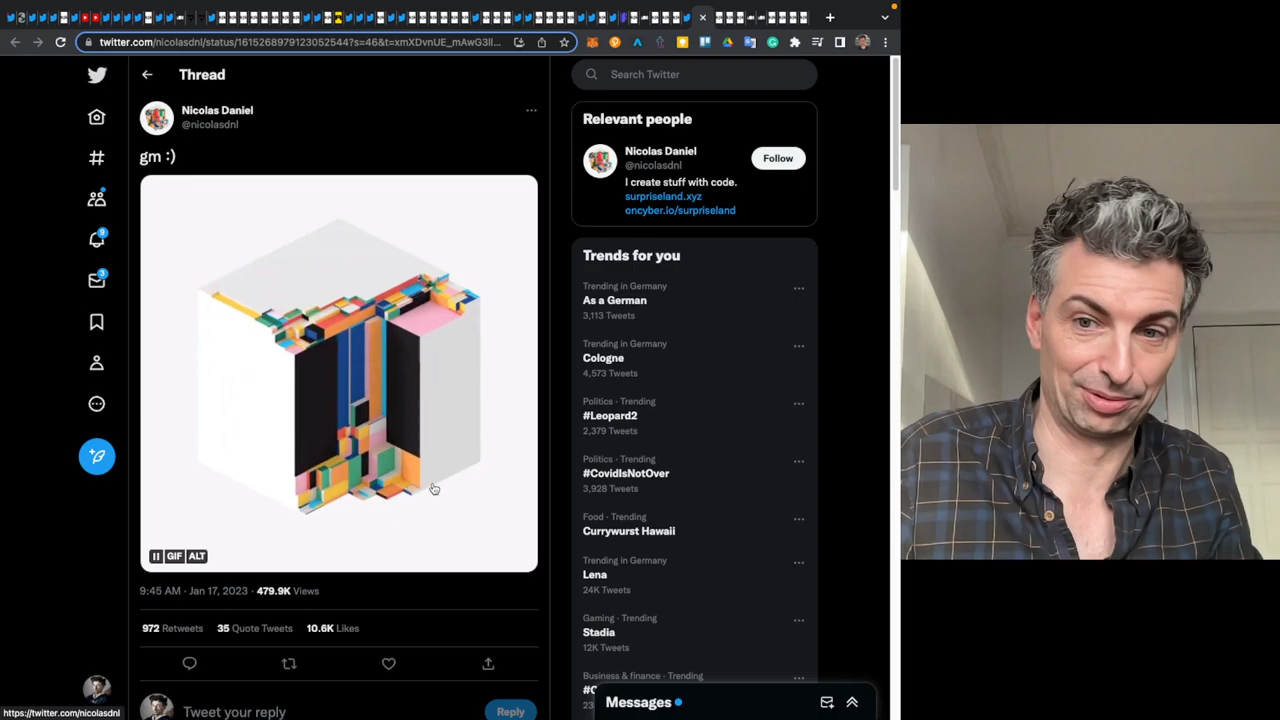 twitter.com/nicolasdnl/status/1615268979123052544?s=46&t=xmXDvnUE_mAwG3ll...
Thread
Search Twitter
Nicolas Daniel
@nicolasdnl
gm :)
Relevant people
Nicolas Daniel
@nicolasdnl
Follow
I create stuff with code.
surpriseland.xyz
oncyber.io/surpriseland
Trends for you
Trending in Germany
As a German
3,113 Tweets
Trending in Germany
Cologne
4,573 Tweets
Politics · Trending
#Leopard2
2,379 Tweets
Politics · Trending
#CovidIsNotOver
3,928 Tweets
Food · Trending
Currywurst Hawaii
Trending in Germany
Lena
24K Tweets
Gaming · Trending
Stadia
12K Tweets
Business & finance · Trending
GIF
ALT
9:45 AM · Jan 17, 2023 · 479.9K Views
972 Retweets 35 Quote Tweets 10.6K Likes
9
3
Tweet your reply
Reply
Messages
https://twitter.com/nicolasdnl